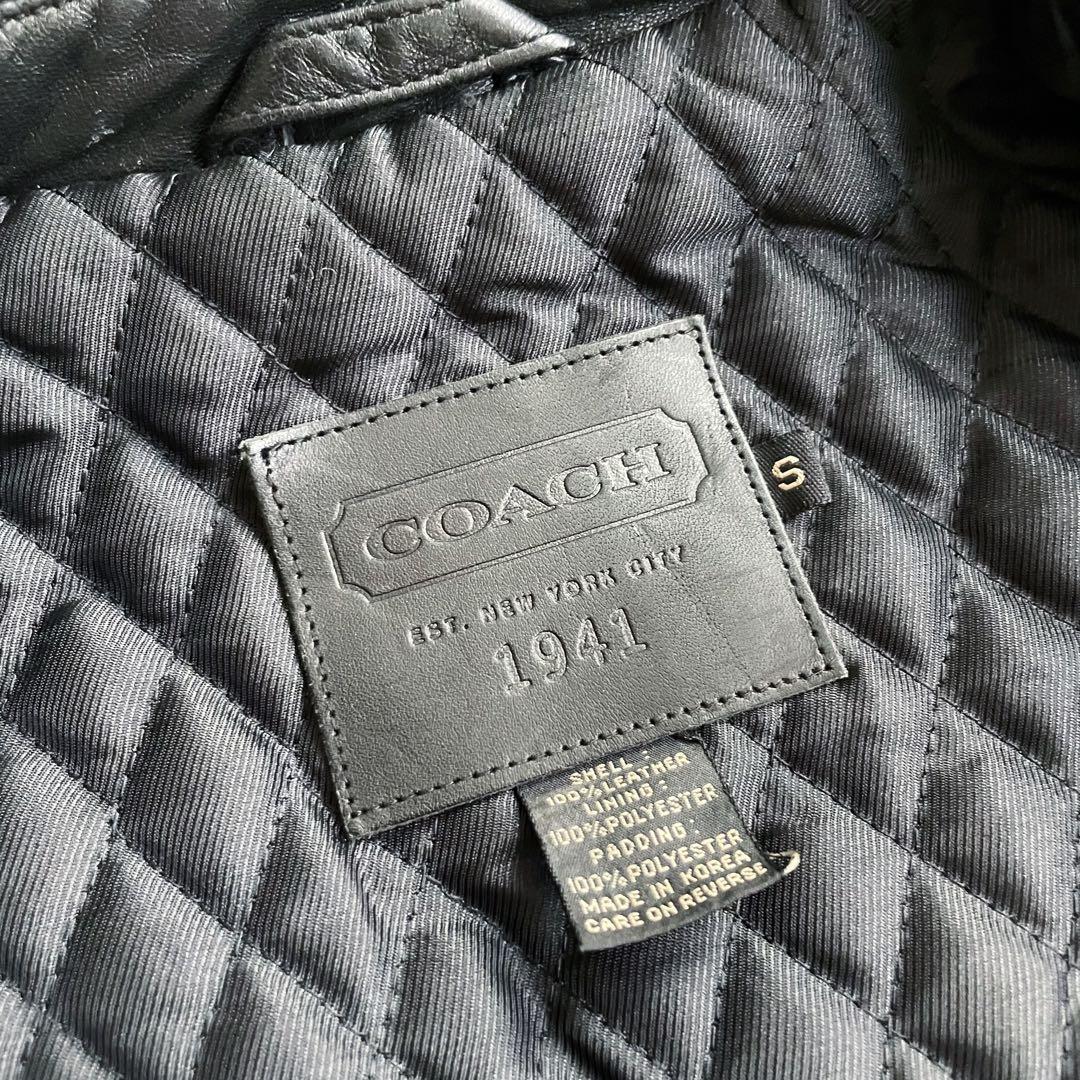 COACH
EST. NEW YORK CITY
1941
S
SHELL :
100%LEATHER
LINING :
100%POLYESTER
PADDING :
100%POLYESTER
MADE IN KOREA
CARE ON REVERSE